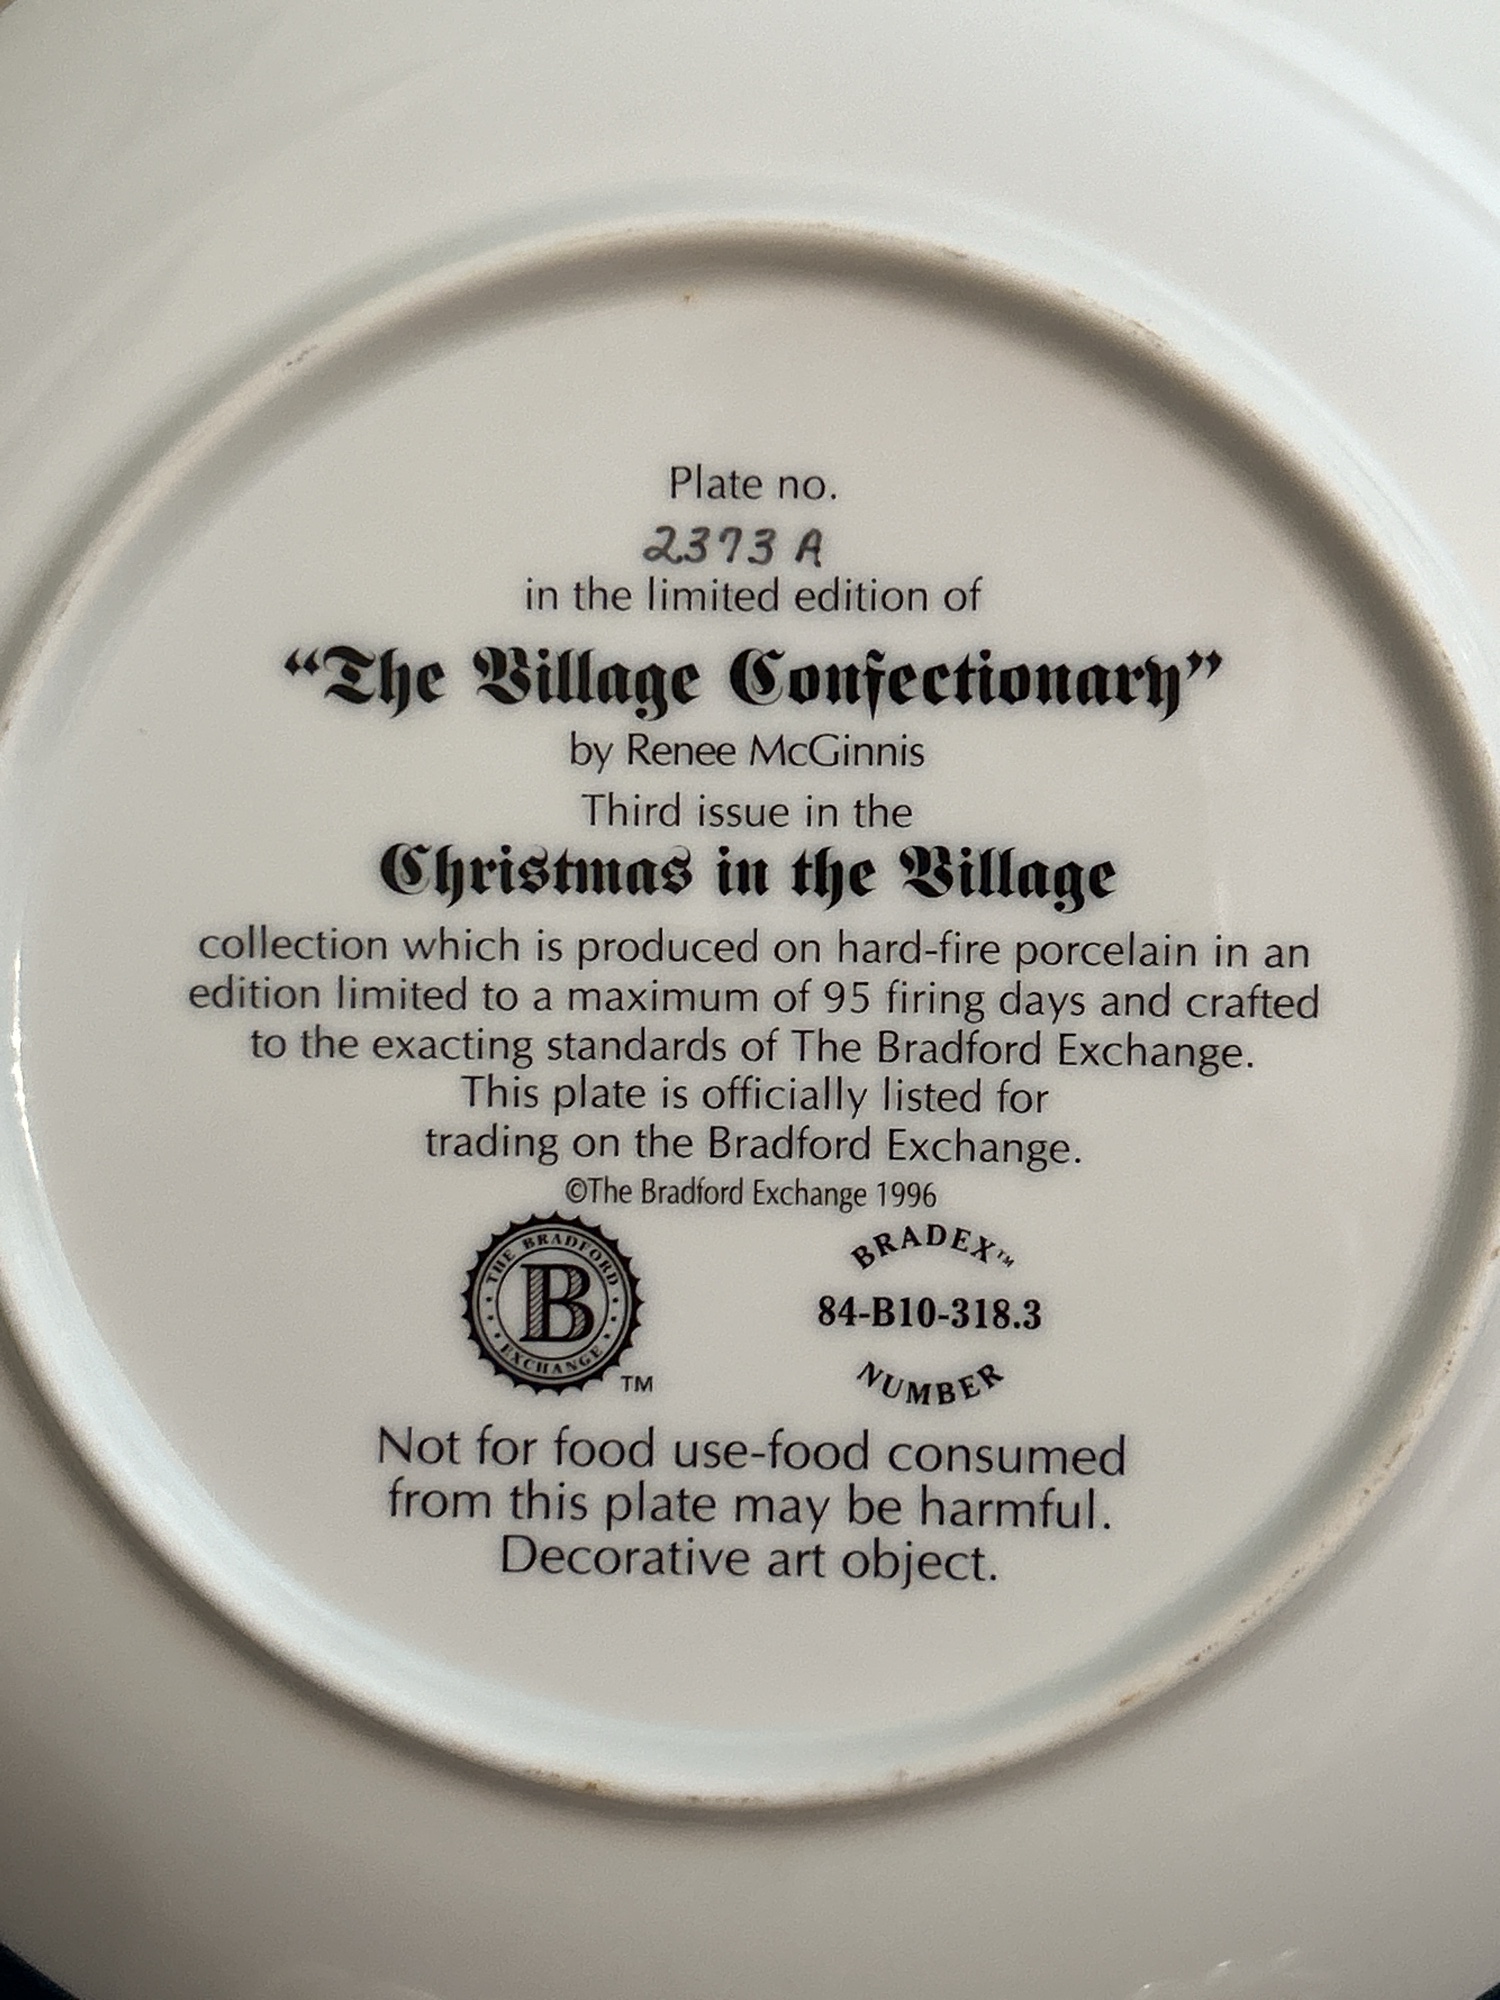 Plate no.
2373 A
in the limited edition of
“The Village Confectionary”
by Renee McGinnis
Third issue in the
Christmas in the Village
collection which is produced on hard-fire porcelain in an
edition limited to a maximum of 95 firing days and crafted
to the exacting standards of The Bradford Exchange.
This plate is officially listed for
trading on the Bradford Exchange.
©The Bradford Exchange 1996
THE BRADFORD
B
EXCHANGE
TM
BRADEX™
84-B10-318.3
NUMBER
Not for food use-food consumed
from this plate may be harmful.
Decorative art object.